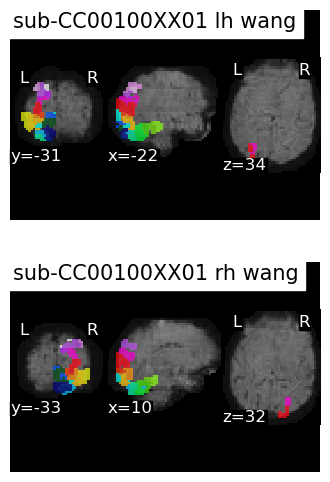 sub-CC00100XX01 lh wang
L R L R
y=-31 x=-22 z=34
sub-CC00100XX01 rh wang
L R L R
y=-33 x=10 z=32